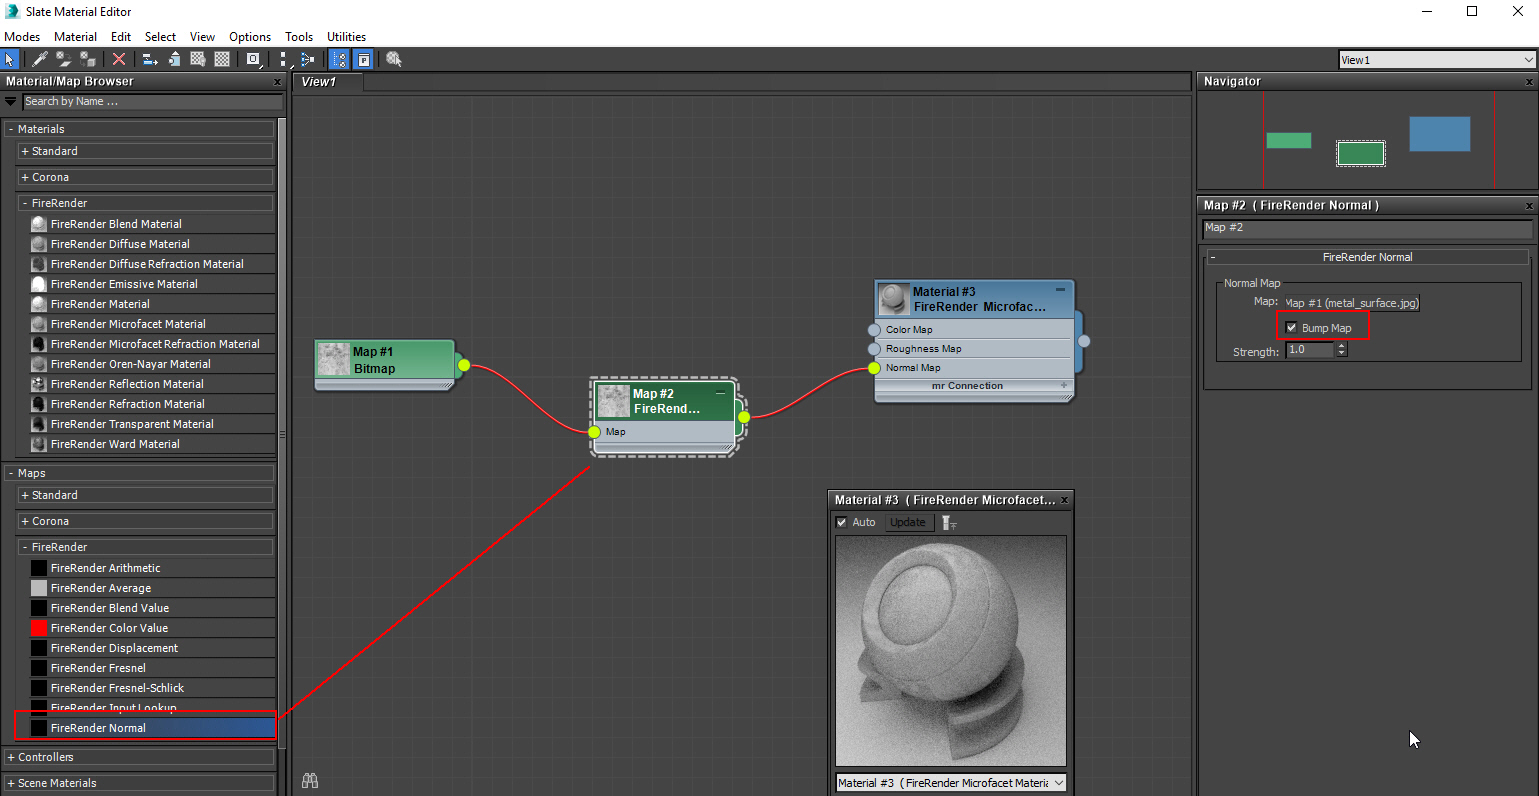 Slate Material Editor
Modes Material Edit Select View Options Tools Utilities
View1
Material/Map Browser
Search by Name ...
- Materials
+ Standard
+ Corona
- FireRender
FireRender Blend Material
FireRender Diffuse Material
FireRender Diffuse Refraction Material
FireRender Emissive Material
FireRender Material
FireRender Microfacet Material
FireRender Microfacet Refraction Material
FireRender Oren-Nayar Material
FireRender Reflection Material
FireRender Refraction Material
FireRender Transparent Material
FireRender Ward Material
- Maps
+ Standard
+ Corona
- FireRender
FireRender Arithmetic
FireRender Average
FireRender Blend Value
FireRender Color Value
FireRender Displacement
FireRender Fresnel
FireRender Fresnel-Schlick
FireRender Input Lookup
FireRender Normal
+ Controllers
+ Scene Materials
View1
Map #1
Bitmap
Map #2
FireRend...
Map
Material #3
FireRender Microfac...
Color Map
Roughness Map
Normal Map
mr Connection
Material #3 ( FireRender Microfacet...
Auto Update
Material #3 ( FireRender Microfacet Materia
Navigator
Map #2 ( FireRender Normal )
Map #2
FireRender Normal
Normal Map
Map: Map #1 (metal_surface.jpg)
Bump Map
Strength: 1.0